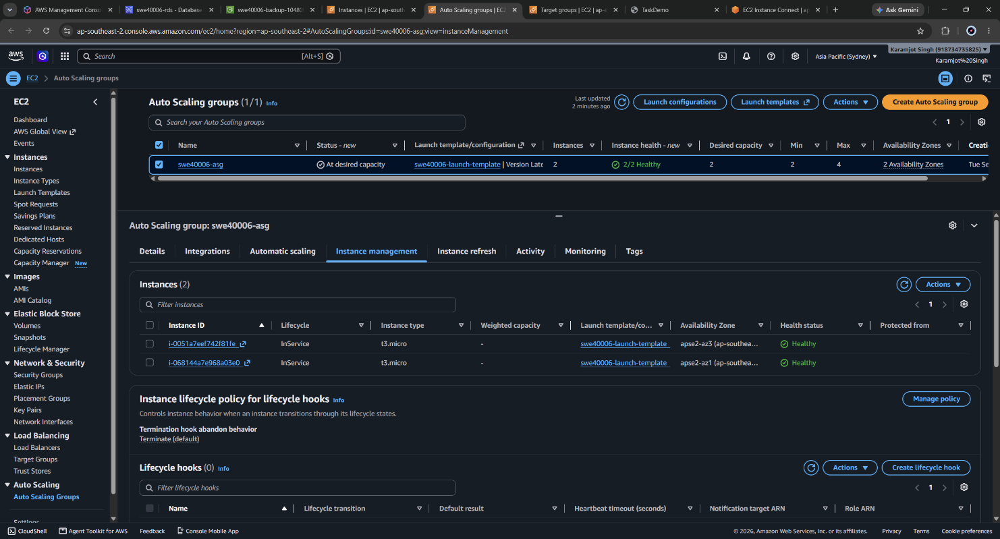 AWS Management Conso
swe40006-rds - Database
swe40006-backup-10480
Instances | EC2 | ap-south
Auto Scaling groups | EC2
Target groups | EC2 | ap-s
TaskDemo
EC2 Instance Connect | ap
Ask Gemini
ap-southeast-2.console.aws.amazon.com/ec2/home?region=ap-southeast-2#AutoScalingGroups:id=swe40006-asg;view=instanceManagement
aws
Search
[Alt+S]
Asia Pacific (Sydney)
Karamjot Singh (918734735825)
Karamjot%20Singh
EC2
Auto Scaling groups
EC2
Dashboard
AWS Global View
Events
Instances
Instances
Instance Types
Launch Templates
Spot Requests
Savings Plans
Reserved Instances
Dedicated Hosts
Capacity Reservations
Capacity Manager New
Images
AMIs
AMI Catalog
Elastic Block Store
Volumes
Snapshots
Lifecycle Manager
Network & Security
Security Groups
Elastic IPs
Placement Groups
Key Pairs
Network Interfaces
Load Balancing
Load Balancers
Target Groups
Trust Stores
Auto Scaling
Auto Scaling Groups
Settings
Auto Scaling groups (1/1) Info
Last updated
2 minutes ago
Launch configurations
Launch templates
Actions
Create Auto Scaling group
Search your Auto Scaling groups
1
Name Status - new Launch template/configuration Instances Instance health - new Desired capacity Min Max Availability Zones Creati
swe40006-asg At desired capacity swe40006-launch-template | Version Late 2 2/2 Healthy 2 2 4 2 Availability Zones Tue Se
Auto Scaling group: swe40006-asg
Details Integrations Automatic scaling Instance management Instance refresh Activity Monitoring Tags
Instances (2)
Actions
Filter instances
1
Instance ID Lifecycle Instance type Weighted capacity Launch template/co... Availability Zone Health status Protected from
i-0051a7eef742f81fe InService t3.micro - swe40006-launch-template apse2-az3 (ap-southea... Healthy
i-068144a7e968a03e0 InService t3.micro - swe40006-launch-template apse2-az1 (ap-southea... Healthy
Instance lifecycle policy for lifecycle hooks Info
Manage policy
Controls instance behavior when an instance transitions through its lifecycle states.
Termination hook abandon behavior
Terminate (default)
Lifecycle hooks (0) Info
Actions
Create lifecycle hook
Filter lifecycle hooks
1
Name Lifecycle transition Default result Heartbeat timeout (seconds) Notification target ARN Role ARN
CloudShell Agent Toolkit for AWS Feedback Console Mobile App
© 2026, Amazon Web Services, Inc. or its affiliates. Privacy Terms Cookie preferences